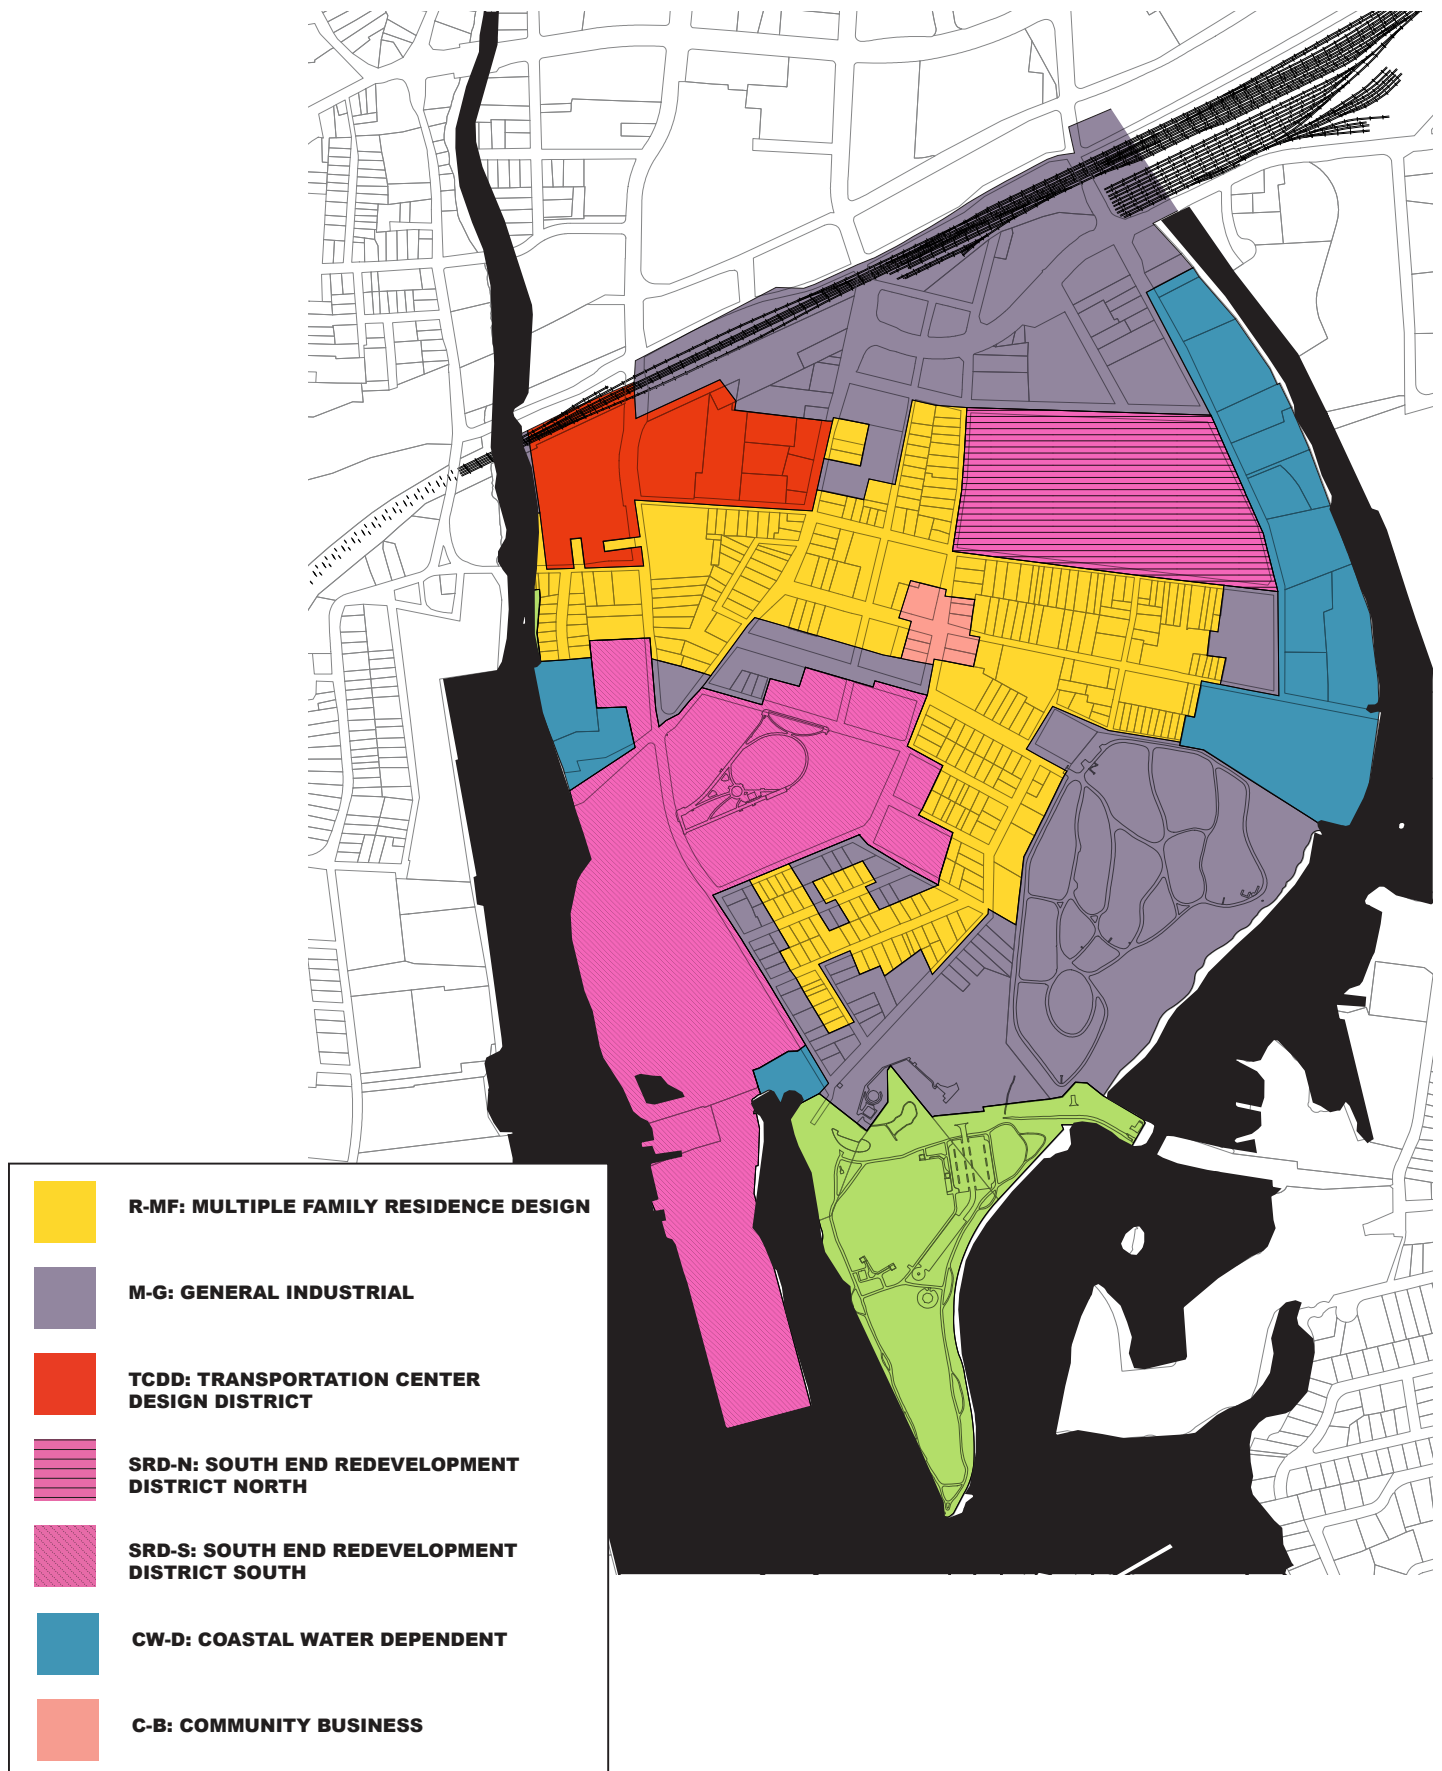 R-MF: MULTIPLE FAMILY RESIDENCE DESIGN
M-G: GENERAL INDUSTRIAL
TCDD: TRANSPORTATION CENTER
DESIGN DISTRICT
SRD-N: SOUTH END REDEVELOPMENT
DISTRICT NORTH
SRD-S: SOUTH END REDEVELOPMENT
DISTRICT SOUTH
CW-D: COASTAL WATER DEPENDENT
C-B: COMMUNITY BUSINESS